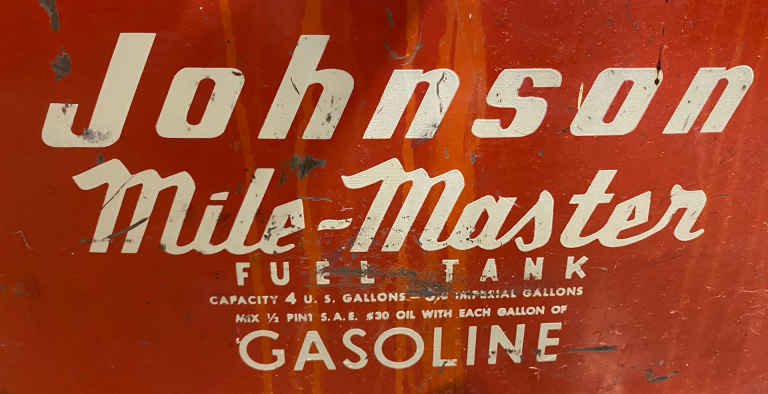 Johnson
Mile-Master
FUEL TANK
CAPACITY 4 U. S. GALLONS - IMPERIAL GALLONS
MIX ½ PINT S.A.E. #30 OIL WITH EACH GALLON OF
GASOLINE